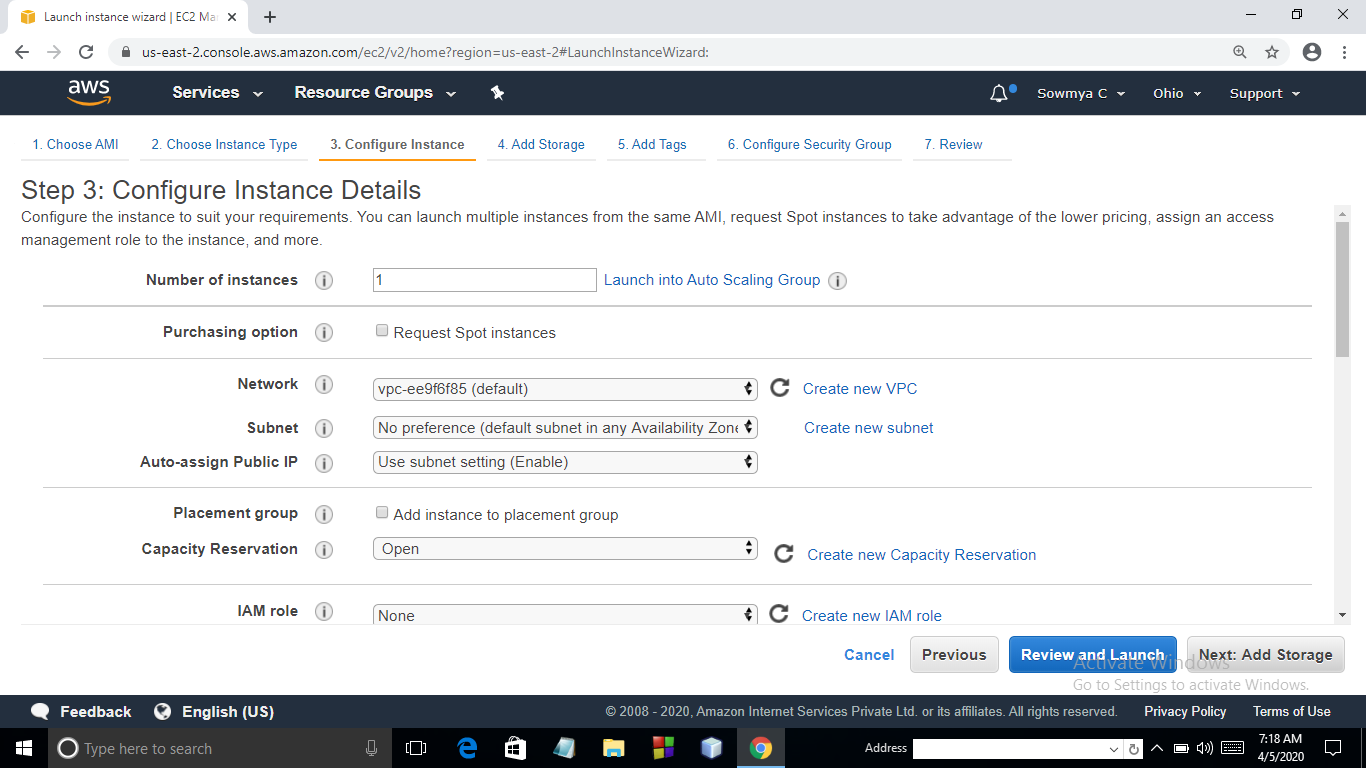 Launch instance wizard | EC2 Ma
us-east-2.console.aws.amazon.com/ec2/v2/home?region=us-east-2#LaunchInstanceWizard:
aws Services Resource Groups Sowmya C Ohio Support
1. Choose AMI 2. Choose Instance Type 3. Configure Instance 4. Add Storage 5. Add Tags 6. Configure Security Group 7. Review
Step 3: Configure Instance Details
Configure the instance to suit your requirements. You can launch multiple instances from the same AMI, request Spot instances to take advantage of the lower pricing, assign an access
management role to the instance, and more.
Number of instances 1 Launch into Auto Scaling Group
Purchasing option Request Spot instances
Network vpc-ee9f6f85 (default) Create new VPC
Subnet No preference (default subnet in any Availability Zone Create new subnet
Auto-assign Public IP Use subnet setting (Enable)
Placement group Add instance to placement group
Capacity Reservation Open Create new Capacity Reservation
IAM role None Create new IAM role
Cancel Previous Review and Launch Next: Add Storage
Activate Windows
Go to Settings to activate Windows.
Feedback English (US) © 2008 - 2020, Amazon Internet Services Private Ltd. or its affiliates. All rights reserved. Privacy Policy Terms of Use
Type here to search Address 7:18 AM
4/5/2020